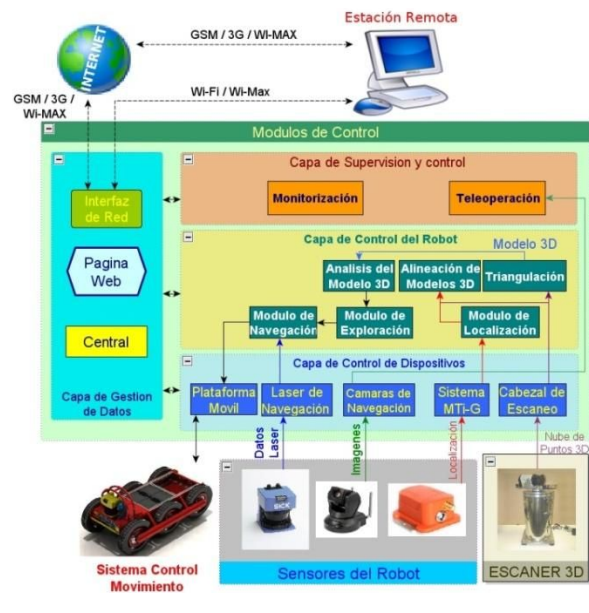 Estación Remota
GSM / 3G / WI-MAX
INTERNET
GSM / 3G /
Wi-MAX
Wi-Fi / Wi-Max
Modulos de Control
Capa de Supervision y control
Monitorización
Teleoperación
Interfaz
de Red
Pagina
Web
Central
Capa de Gestion
de Datos
Capa de Control del Robot
Modelo 3D
Analisis del
Modelo 3D
Alineación de
Modelos 3D
Triangulación
Modulo de
Navegación
Modulo de
Exploración
Modulo de
Localización
Capa de Control de Dispositivos
Plataforma
Movil
Laser de
Navegación
Camaras de
Navegación
Sistema
MTi-G
Cabezal de
Escaneo
Datos
Laser
Imagenes
Localización
Nube de
Puntos 3D
SICK
Sistema Control
Movimiento
Sensores del Robot
ESCANER 3D